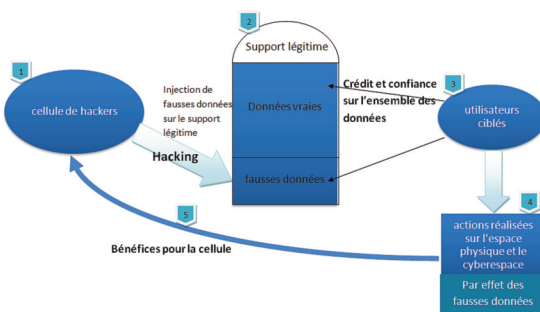 1
cellule de hackers
Injection de
fausses données
sur le support
légitime
Hacking
2
Support légitime
Données vraies
fausses données
Crédit et confiance
sur l'ensemble des
données
3
utilisateurs
ciblés
4
actions réalisées
sur l'espace
physique et le
cyberespace
Par effet des
fausses données
5
Bénéfices pour la cellule